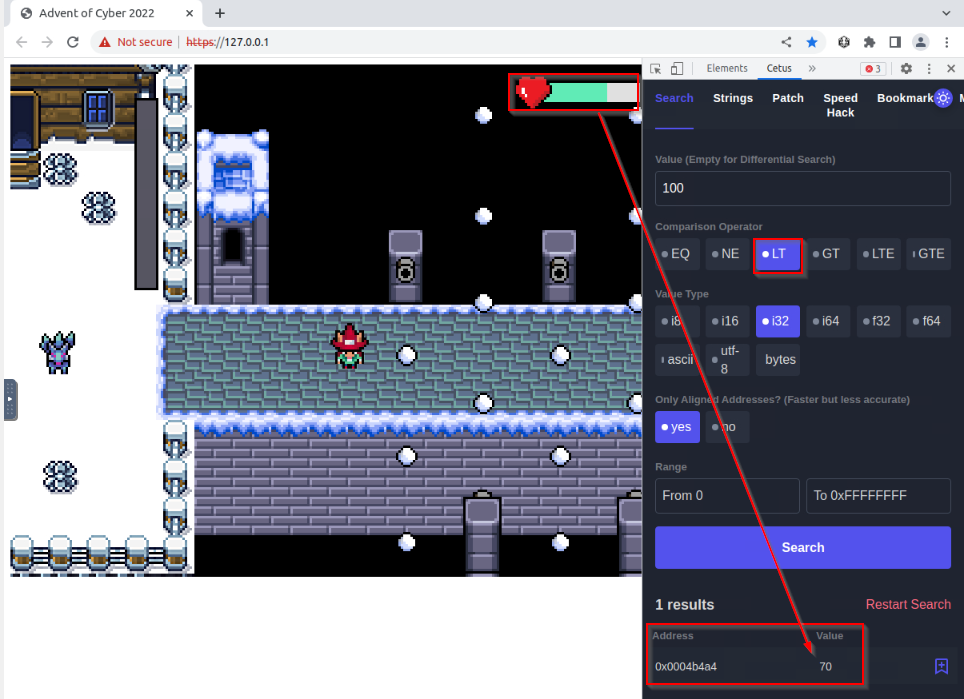 Advent of Cyber 2022
Not secure https://127.0.0.1
Elements Cetus » 3
Search Strings Patch Speed Hack Bookmark
Value (Empty for Differential Search)
100
Comparison Operator
EQ NE LT GT LTE GTE
Value Type
i8 i16 i32 i64 f32 f64
ascii utf-8 bytes
Only Aligned Addresses? (Faster but less accurate)
yes no
Range
From 0 To 0xFFFFFFFF
Search
1 results Restart Search
Address Value
0x0004b4a4 70